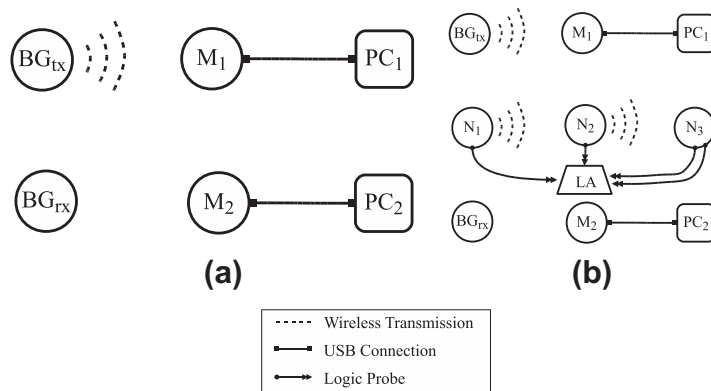 BGtx M1 PC1
BGrx M2 PC2
(a)
BGtx M1 PC1
N1 N2 N3
LA
BGrx M2 PC2
(b)
Wireless Transmission
USB Connection
Logic Probe